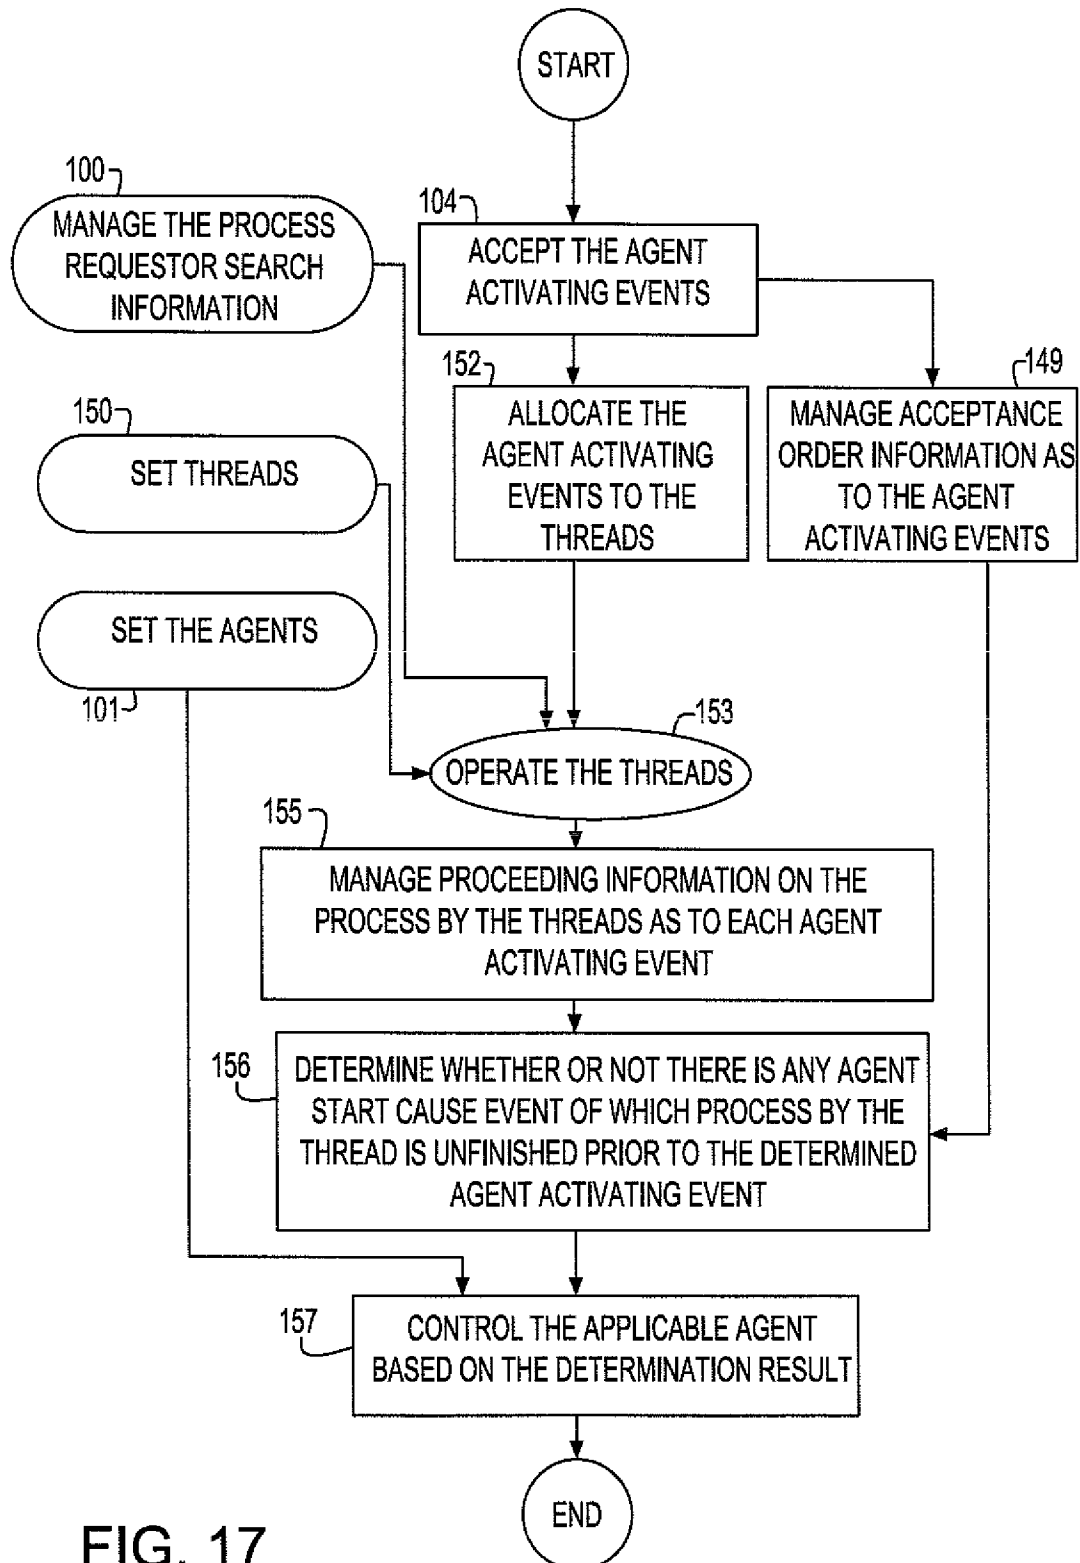 START
100
MANAGE THE PROCESS
REQUESTOR SEARCH
INFORMATION
104
ACCEPT THE AGENT
ACTIVATING EVENTS
152
ALLOCATE THE
AGENT ACTIVATING
EVENTS TO THE
THREADS
149
MANAGE ACCEPTANCE
ORDER INFORMATION AS
TO THE AGENT
ACTIVATING EVENTS
150
SET THREADS
SET THE AGENTS
101
153
OPERATE THE THREADS
155
MANAGE PROCEEDING INFORMATION ON THE
PROCESS BY THE THREADS AS TO EACH AGENT
ACTIVATING EVENT
156
DETERMINE WHETHER OR NOT THERE IS ANY AGENT
START CAUSE EVENT OF WHICH PROCESS BY THE
THREAD IS UNFINISHED PRIOR TO THE DETERMINED
AGENT ACTIVATING EVENT
157
CONTROL THE APPLICABLE AGENT
BASED ON THE DETERMINATION RESULT
END
FIG. 17